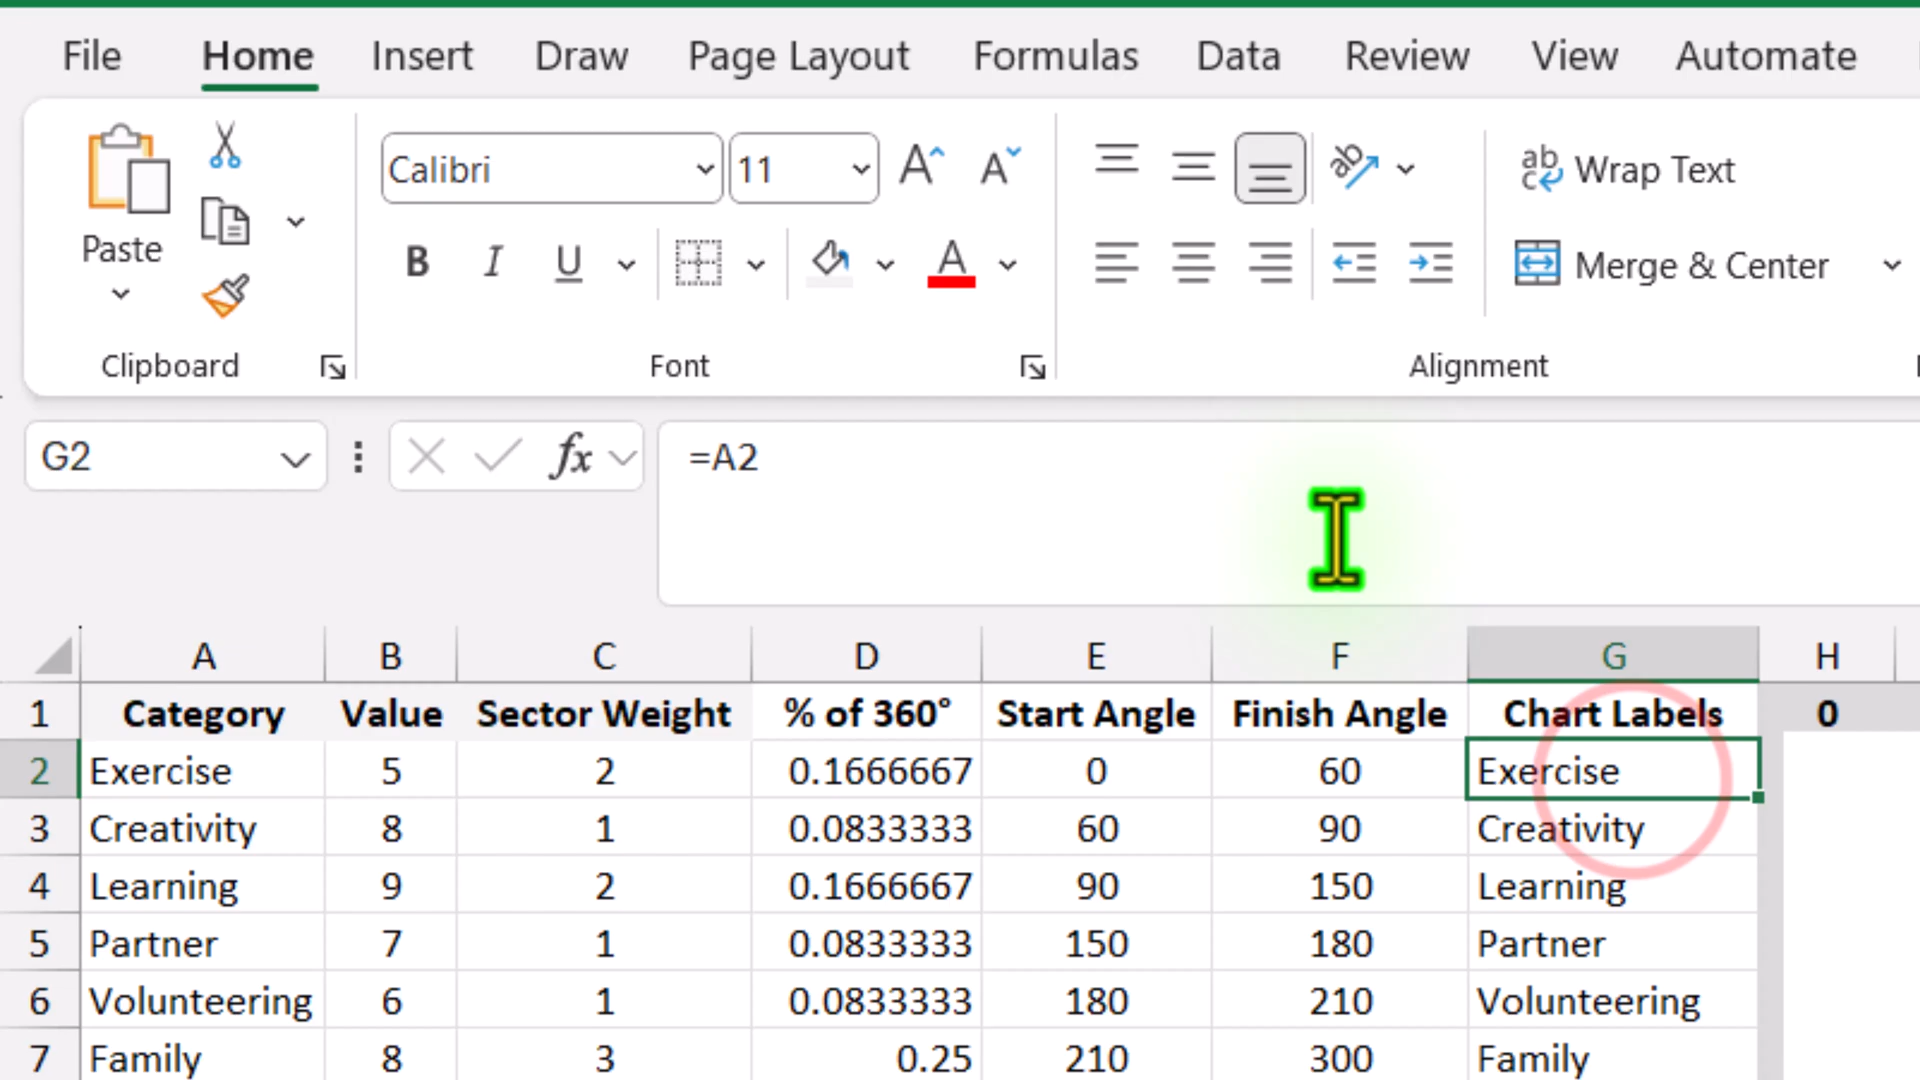 File Home Insert Draw Page Layout Formulas Data Review View Automate
Calibri 11 A A ab Wrap Text
Paste B I U A Merge & Center
Clipboard Font Alignment
G2 fx =A2
A B C D E F G H
1 Category Value Sector Weight % of 360° Start Angle Finish Angle Chart Labels 0
2 Exercise 5 2 0.1666667 0 60 Exercise
3 Creativity 8 1 0.0833333 60 90 Creativity
4 Learning 9 2 0.1666667 90 150 Learning
5 Partner 7 1 0.0833333 150 180 Partner
6 Volunteering 6 1 0.0833333 180 210 Volunteering
7 Family 8 3 0.25 210 300 Family